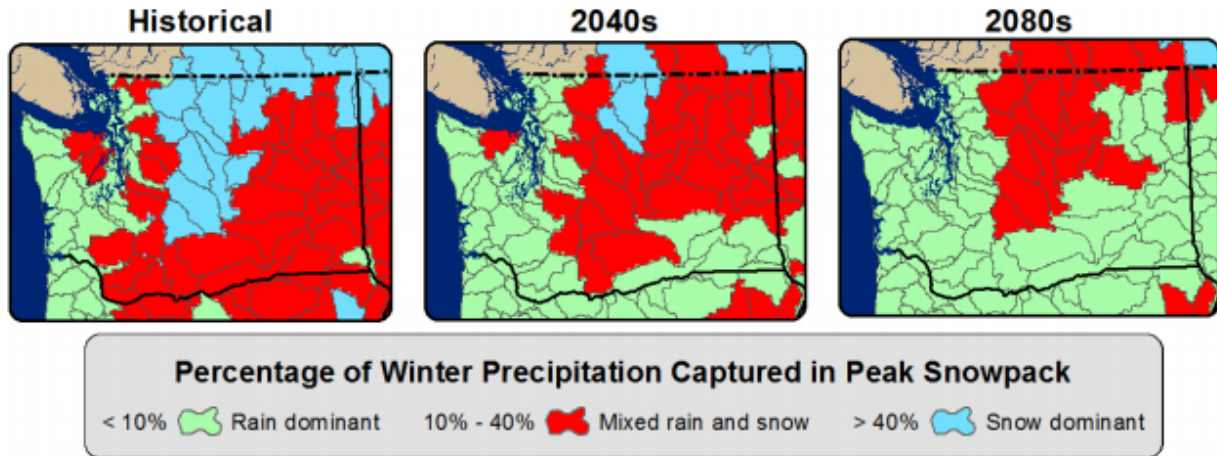 Historical 2040s 2080s
Percentage of Winter Precipitation Captured in Peak Snowpack
< 10% Rain dominant 10% - 40% Mixed rain and snow > 40% Snow dominant